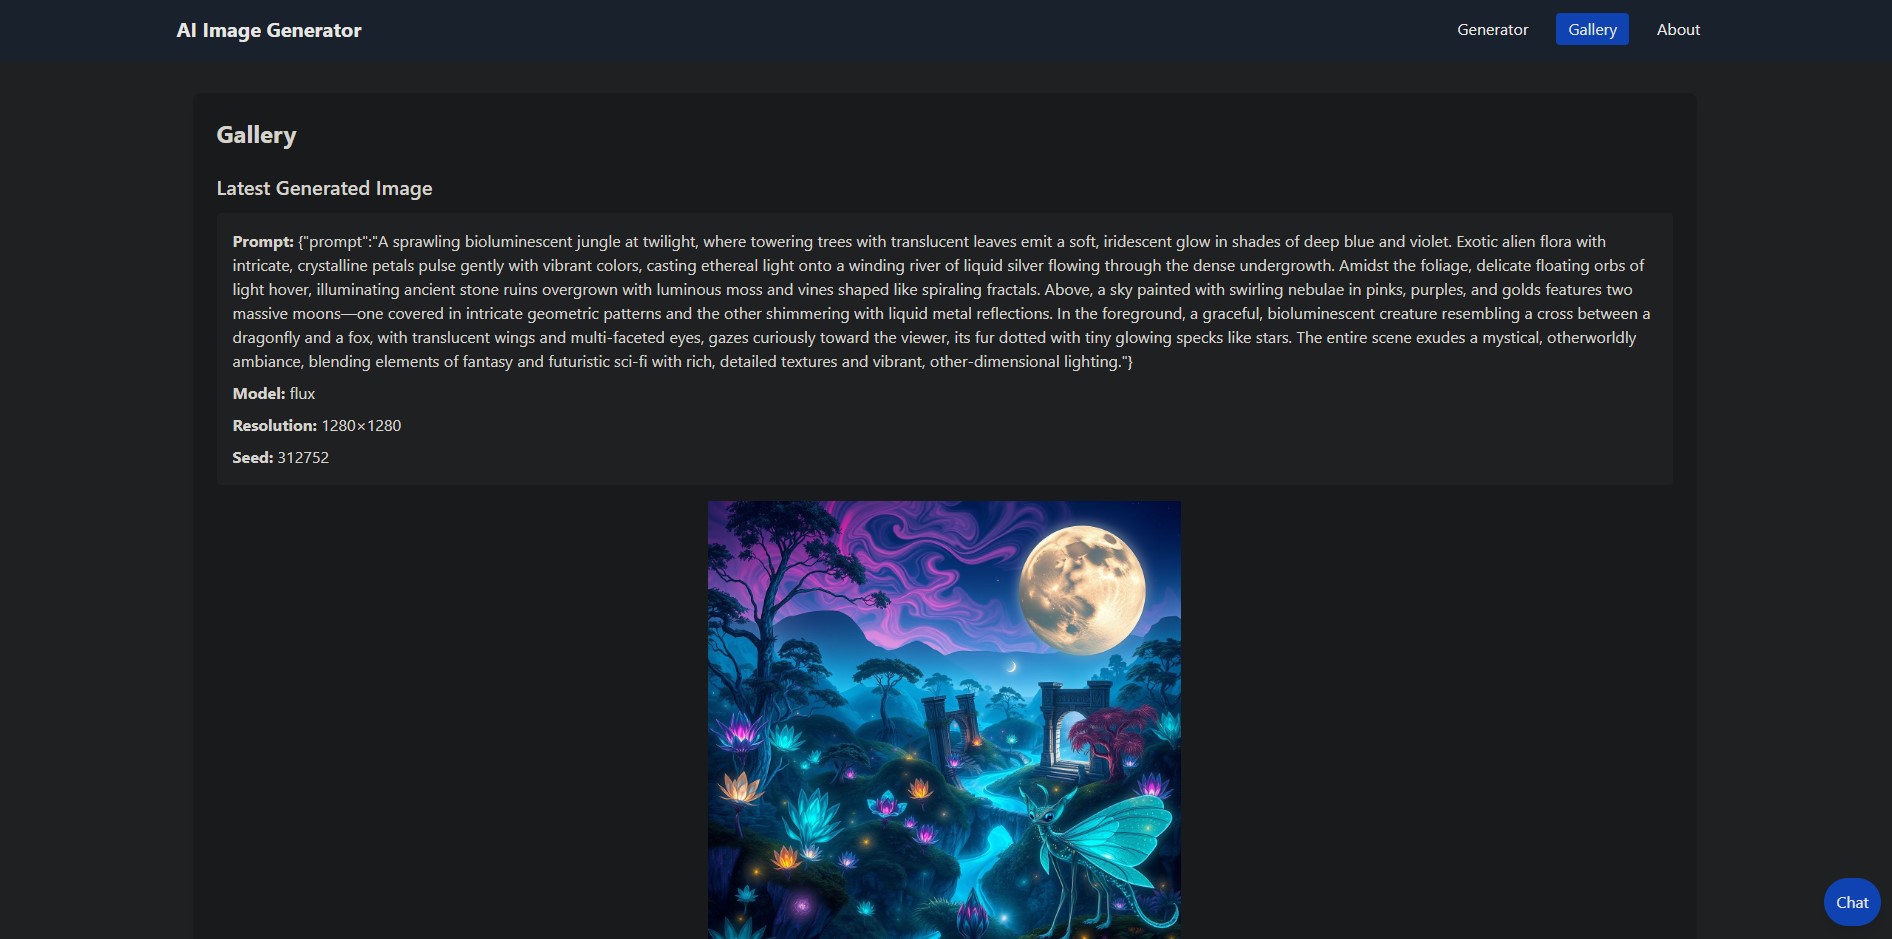 AI Image Generator
Generator
Gallery
About
Gallery
Latest Generated Image
Prompt: {"prompt":"A sprawling bioluminescent jungle at twilight, where towering trees with translucent leaves emit a soft, iridescent glow in shades of deep blue and violet. Exotic alien flora with
intricate, crystalline petals pulse gently with vibrant colors, casting ethereal light onto a winding river of liquid silver flowing through the dense undergrowth. Amidst the foliage, delicate floating orbs of
light hover, illuminating ancient stone ruins overgrown with luminous moss and vines shaped like spiraling fractals. Above, a sky painted with swirling nebulae in pinks, purples, and golds features two
massive moons—one covered in intricate geometric patterns and the other shimmering with liquid metal reflections. In the foreground, a graceful, bioluminescent creature resembling a cross between a
dragonfly and a fox, with translucent wings and multi-faceted eyes, gazes curiously toward the viewer, its fur dotted with tiny glowing specks like stars. The entire scene exudes a mystical, otherworldly
ambiance, blending elements of fantasy and futuristic sci-fi with rich, detailed textures and vibrant, other-dimensional lighting."}
Model: flux
Resolution: 1280×1280
Seed: 312752
Chat